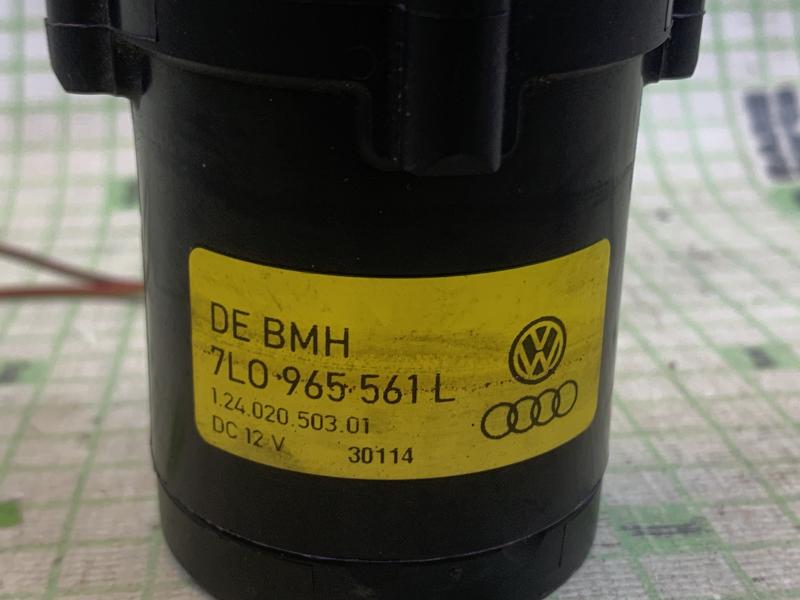 DE BMH
7L0 965 561 L
1.24.020.503.01
DC 12 V 30114